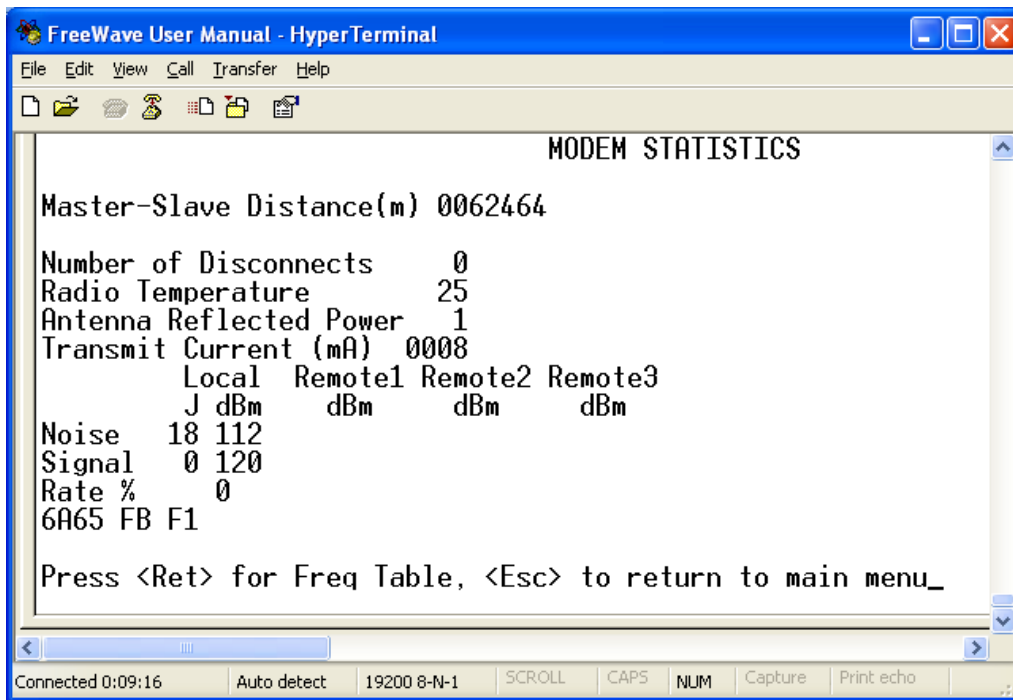 FreeWave User Manual - HyperTerminal
File Edit View Call Transfer Help
MODEM STATISTICS
Master-Slave Distance(m) 0062464
Number of Disconnects 0
Radio Temperature 25
Antenna Reflected Power 1
Transmit Current (mA) 0008
Local Remote1 Remote2 Remote3
J dBm dBm dBm dBm
Noise 18 112
Signal 0 120
Rate % 0
6A65 FB F1
Press <Ret> for Freq Table, <Esc> to return to main menu_
Connected 0:09:16 Auto detect 19200 8-N-1 SCROLL CAPS NUM Capture Print echo